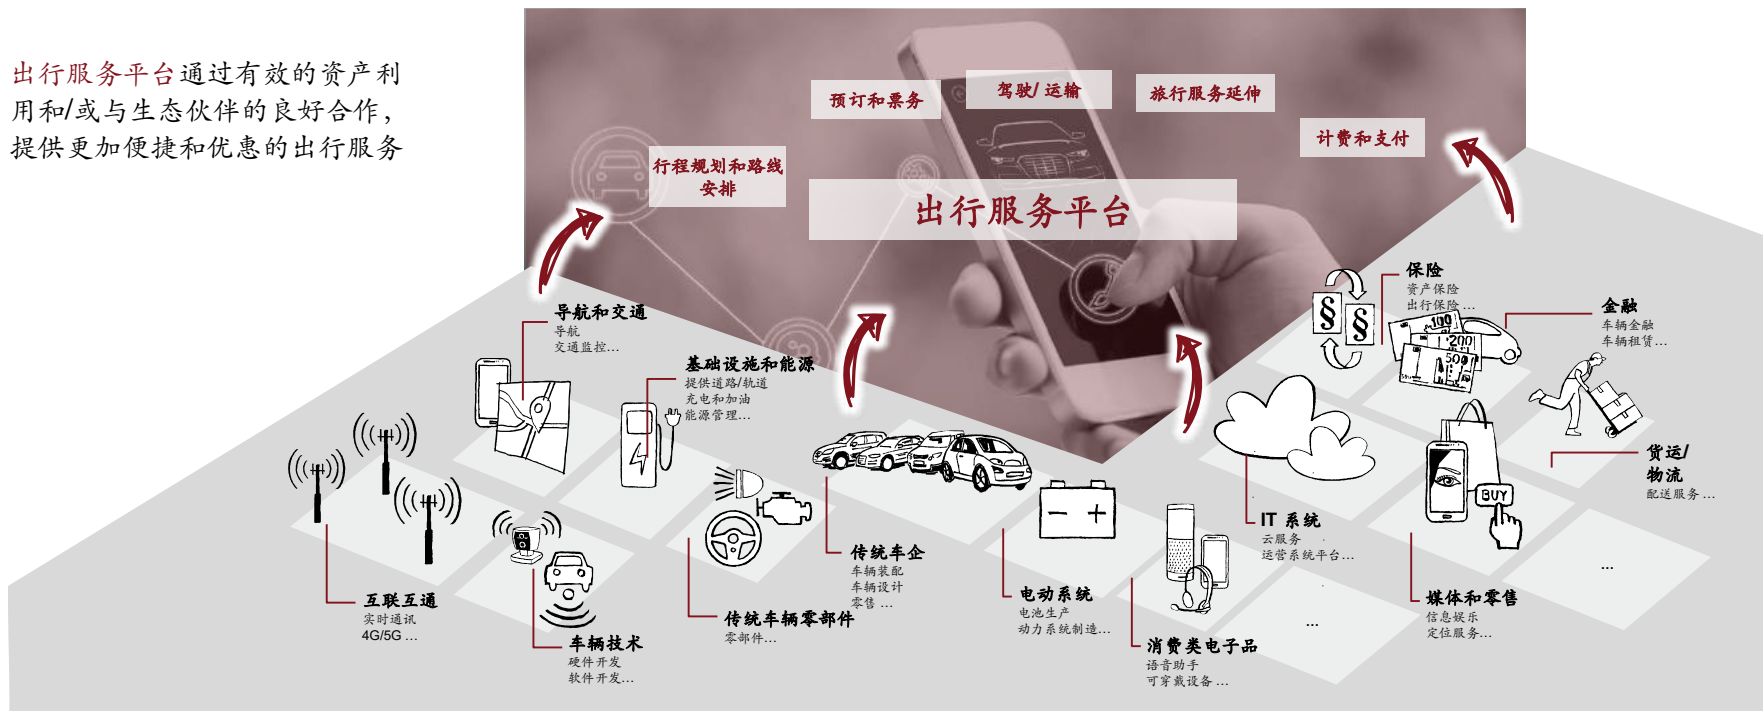 出行服务平台通过有效的资产利
用和/或与生态伙伴的良好合作，
提供更加便捷和优惠的出行服务
预订和票务
驾驶/ 运输
旅行服务延伸
计费和支付
行程规划和路线
安排
出行服务平台
导航和交通
导航
交通监控...
基础设施和能源
提供道路/轨道
充电和加油
能源管理...
保险
资产保险
出行保险 ...
金融
车辆金融
车辆租赁...
§
§
100
200
500
货运/
物流
配送服务 ...
BUY
IT 系统
云服务
运营系统平台...
传统车企
车辆装配
车辆设计
零售 ...
互联互通
实时通讯
4G/5G ...
车辆技术
硬件开发
软件开发...
传统车辆零部件
零部件...
电动系统
电池生产
动力系统制造...
消费类电子品
语音助手
可穿戴设备 ...
媒体和零售
信息娱乐
定位服务...
...
...